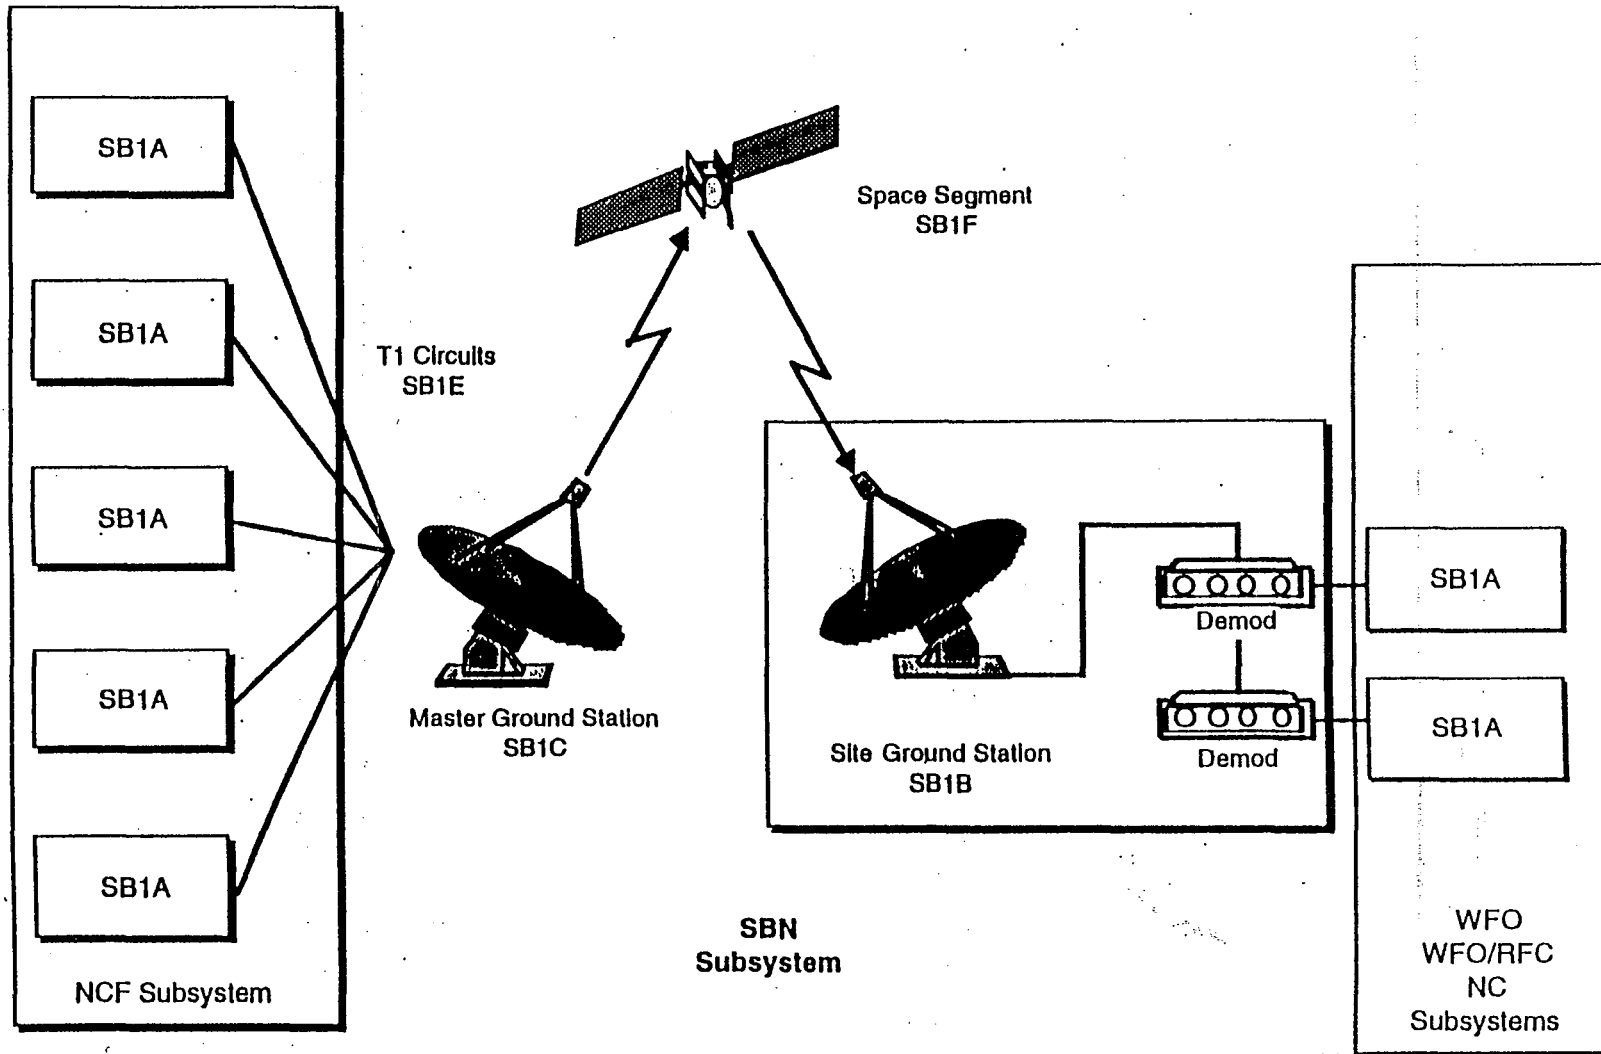 SB1A
SB1A
SB1A
SB1A
SB1A
NCF Subsystem
T1 Circuits
SB1E
Space Segment
SB1F
Master Ground Station
SB1C
Site Ground Station
SB1B
Demod
Demod
SBN
Subsystem
SB1A
SB1A
WFO
WFO/RFC
NC
Subsystems